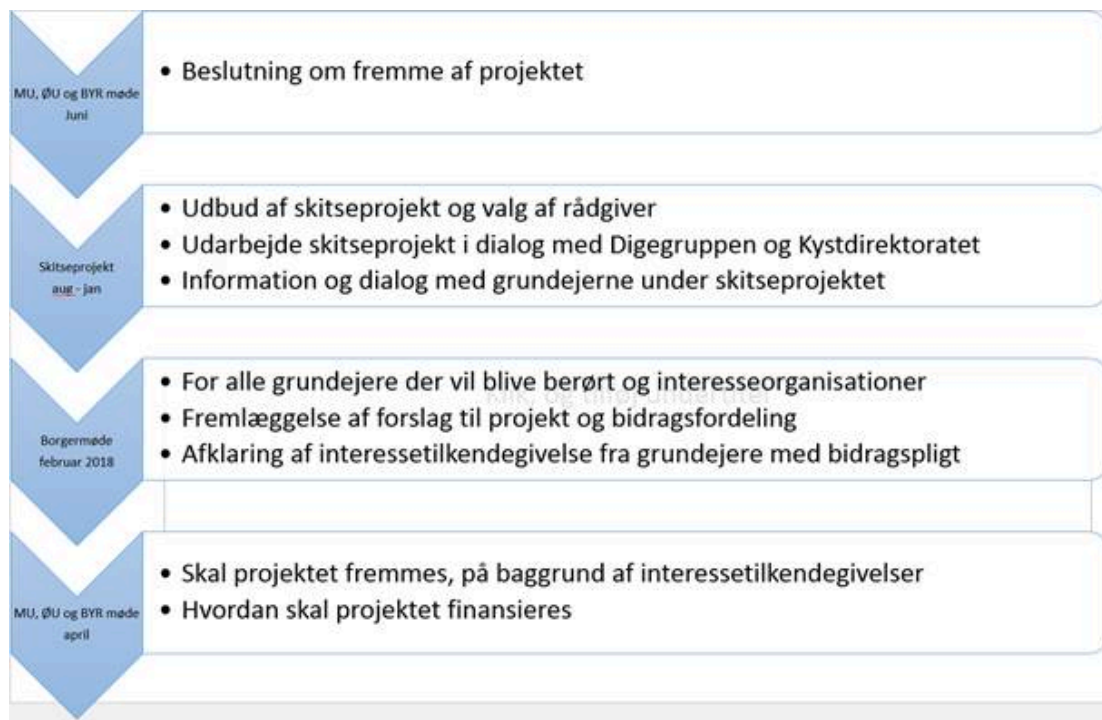 MU, ØU og BYR møde
Juni
• Beslutning om fremme af projektet
Skitseprojekt
aug - jan
• Udbud af skitseprojekt og valg af rådgiver
• Udarbejde skitseprojekt i dialog med Digegruppen og Kystdirektoratet
• Information og dialog med grundejerne under skitseprojektet
Borgermøde
februar 2018
• For alle grundejere der vil blive berørt og interesseorganisationer
Klik, og tilføj undertitel
• Fremlæggelse af forslag til projekt og bidragsfordeling
• Afklaring af interessetilkendegivelse fra grundejere med bidragspligt
MU, ØU og BYR møde
april
• Skal projektet fremmes, på baggrund af interessetilkendegivelser
• Hvordan skal projektet finansieres